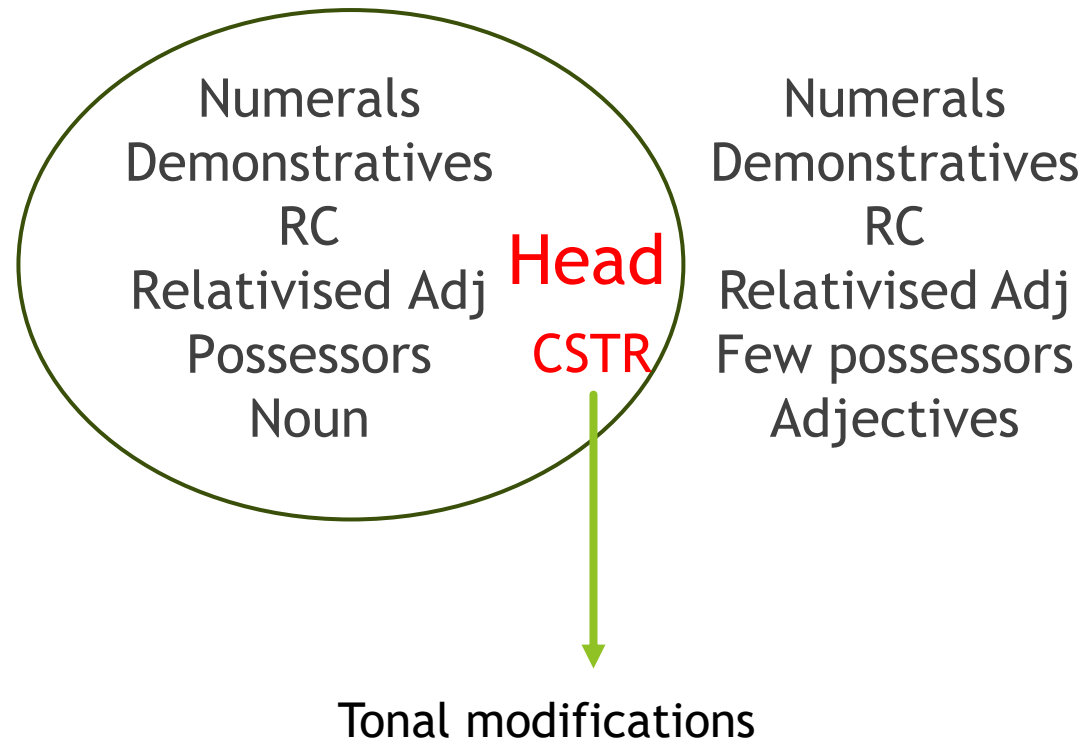 Numerals
Demonstratives
RC
Relativised Adj
Possessors
Noun
Head
CSTR
Numerals
Demonstratives
RC
Relativised Adj
Few possessors
Adjectives
Tonal modifications